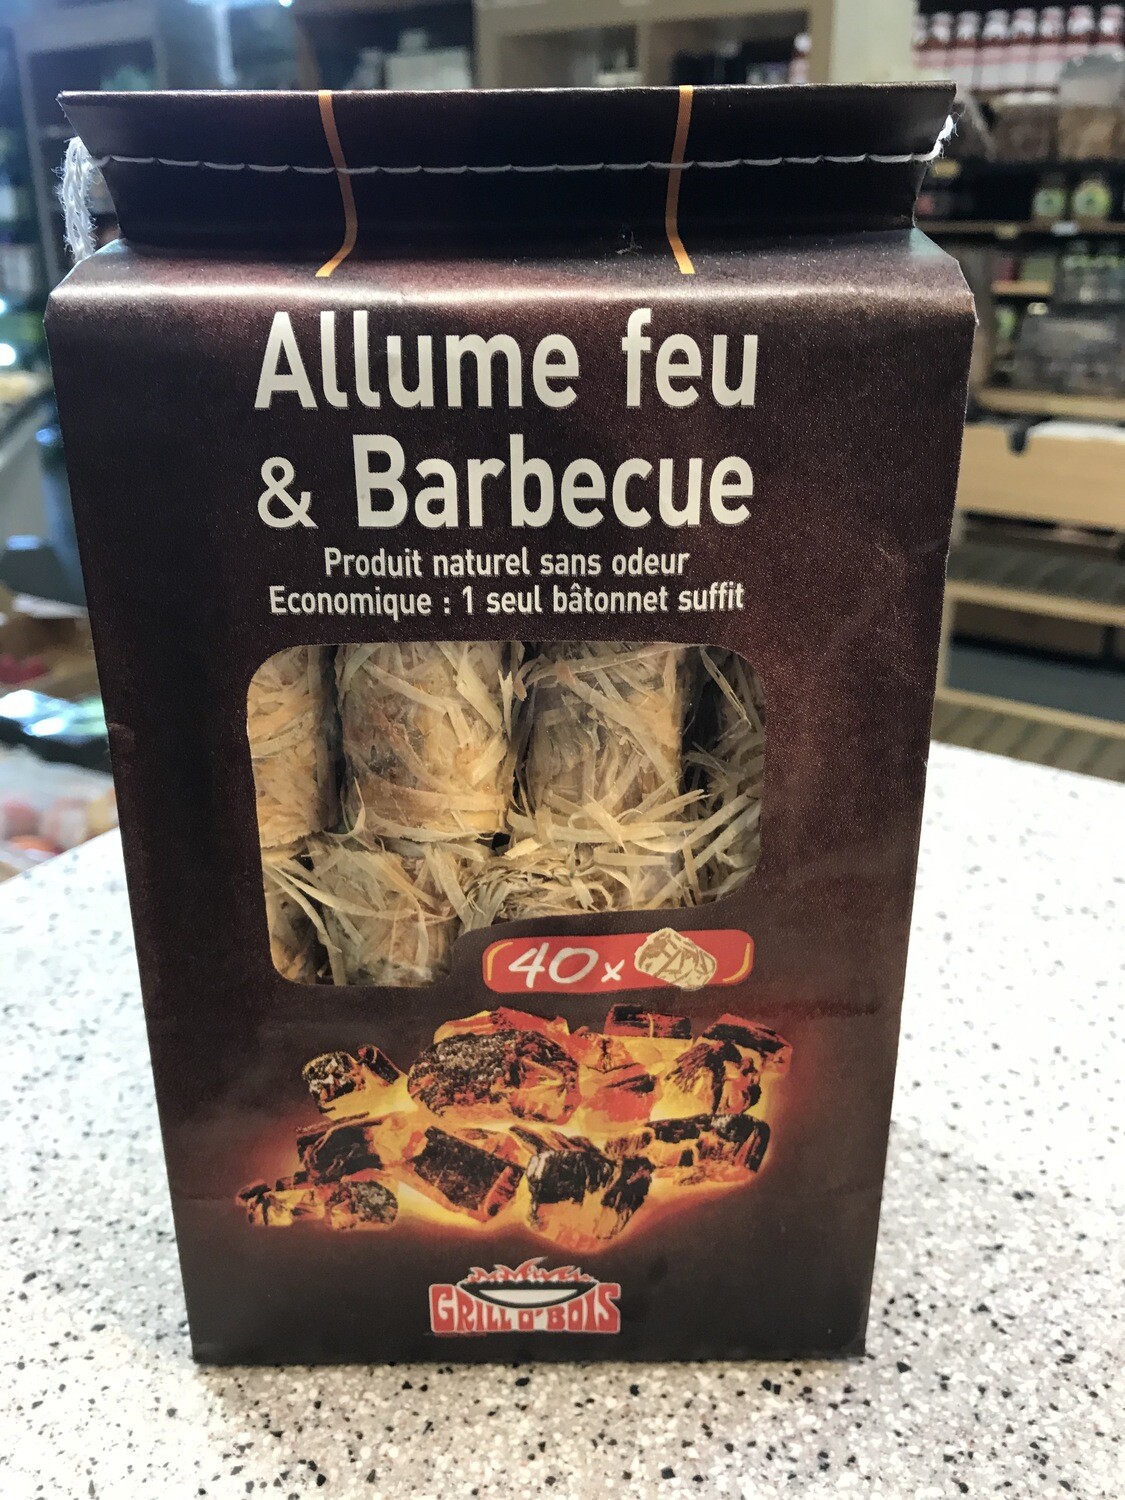 Allume feu
& Barbecue
Produit naturel sans odeur
Economique : 1 seul bâtonnet suffit
40x
GRILL O'BOIS